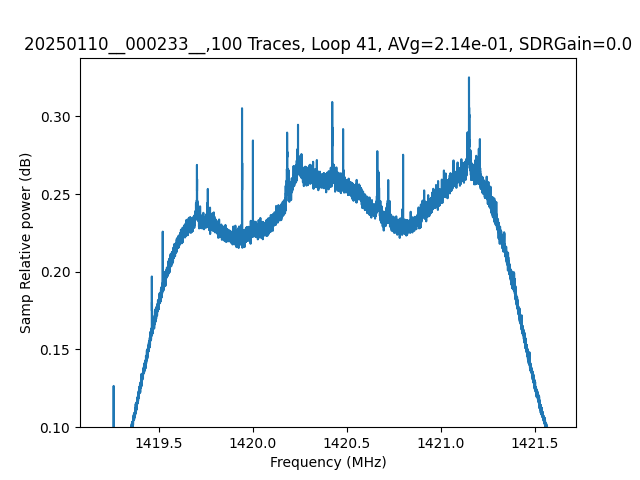 20250110__000233__,100 Traces, Loop 41, AVg=2.14e-01, SDRGain=0.0
Samp Relative power (dB)
0.30
0.25
0.20
0.15
0.10
1419.5 1420.0 1420.5 1421.0 1421.5
Frequency (MHz)